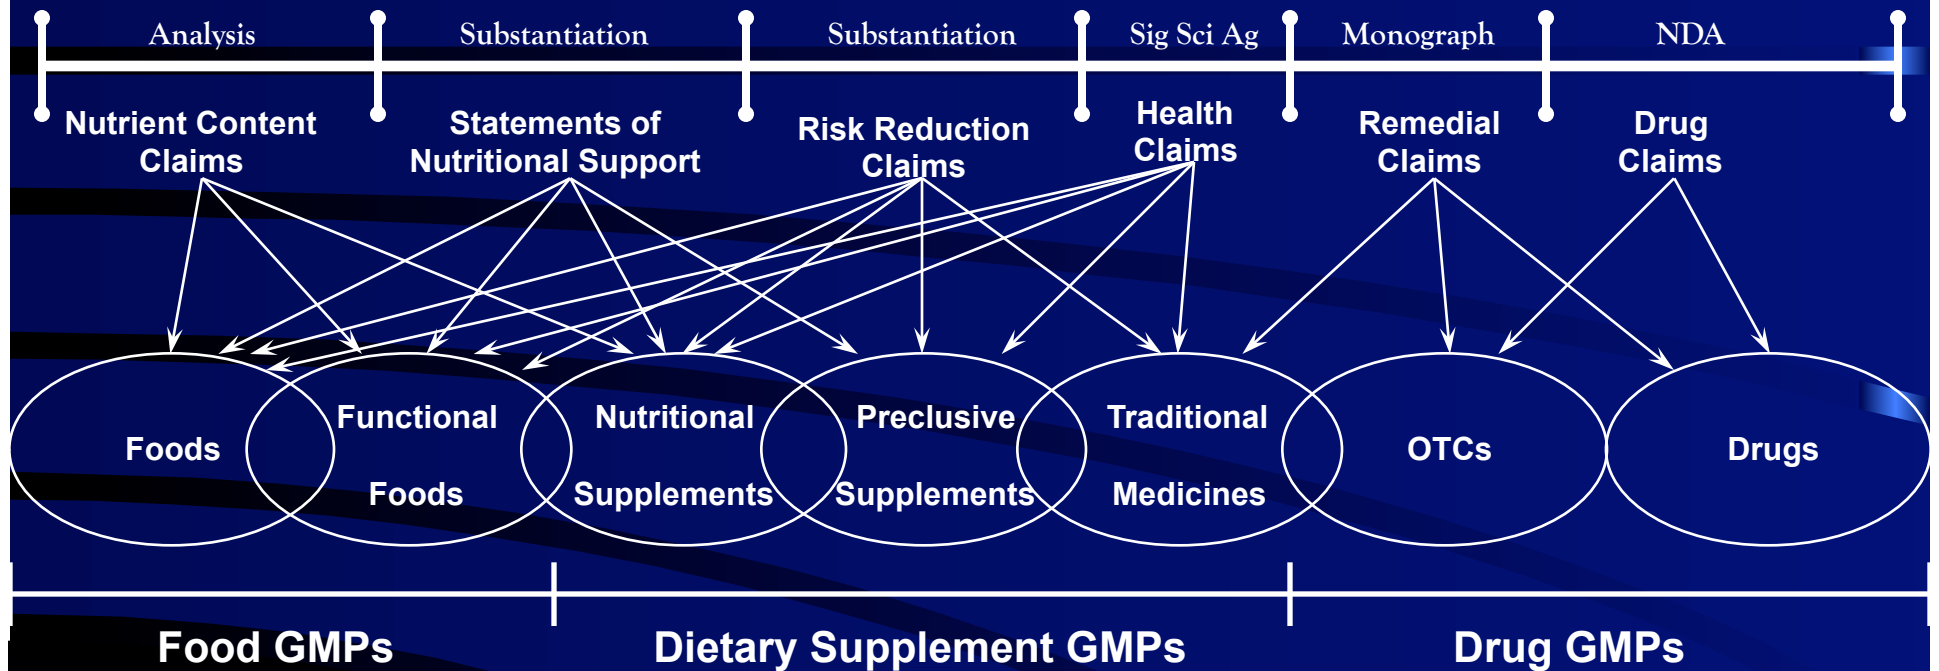 Analysis
Substantiation
Substantiation
Sig Sci Ag
Monograph
NDA
Nutrient Content
Claims
Statements of
Nutritional Support
Risk Reduction
Claims
Health
Claims
Remedial
Claims
Drug
Claims
Foods
Functional
Foods
Nutritional
Supplements
Preclusive
Supplements
Traditional
Medicines
OTCs
Drugs
Food GMPs
Dietary Supplement GMPs
Drug GMPs